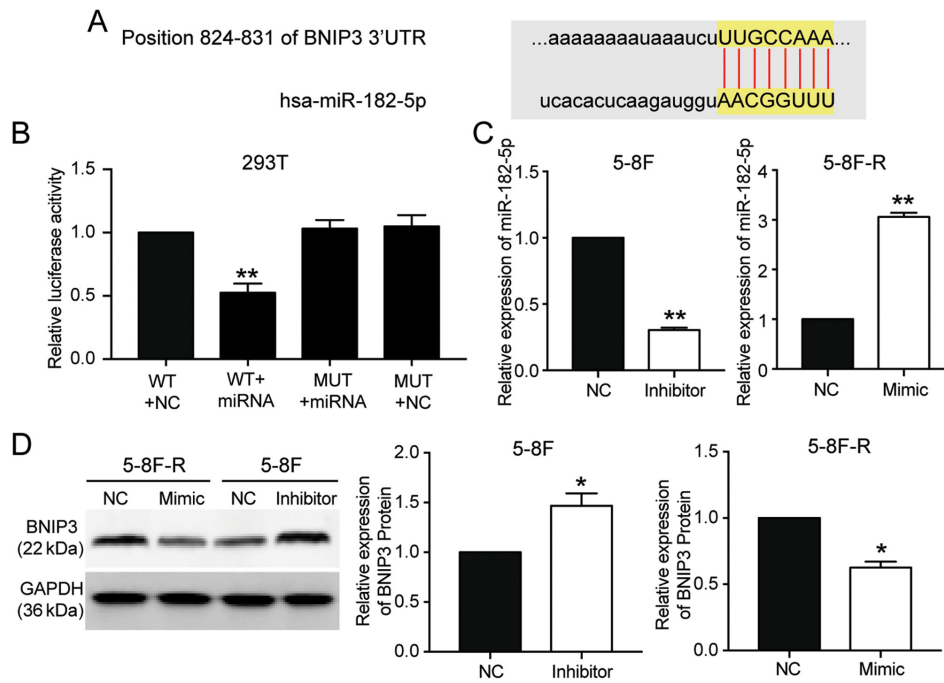 A
Position 824-831 of BNIP3 3'UTR
...aaaaaaaauaaaucuUUGCCAAA...
hsa-miR-182-5p
ucacacucaagaugguAACGGUUU
B
293T
Relative luciferase acitivity
1.5
1.0
0.5
0.0
WT
+NC
WT+
miRNA
MUT
+miRNA
MUT
+NC
**
C
5-8F
Relative expression of miR-182-5p
1.5
1.0
0.5
0.0
NC
Inhibitor
**
5-8F-R
Relative expression of miR-182-5p
4
3
2
1
0
NC
Mimic
**
D
5-8F-R
5-8F
NC
Mimic
NC
Inhibitor
BNIP3
(22 kDa)
GAPDH
(36 kDa)
5-8F
Relative expression
of BNIP3 Protein
2.0
1.5
1.0
0.5
0.0
NC
Inhibitor
*
5-8F-R
Relative expression
of BNIP3 Protein
1.5
1.0
0.5
0.0
NC
Mimic
*